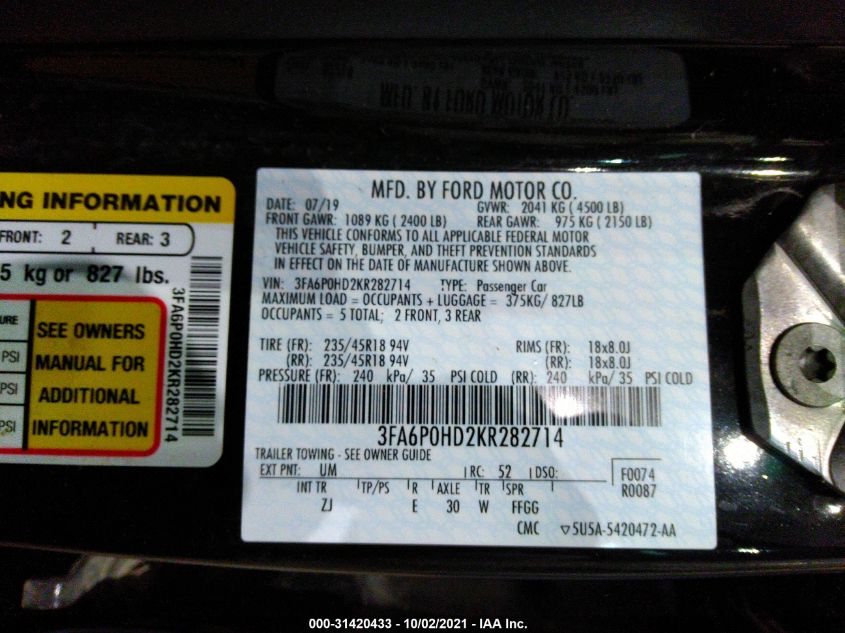 NG INFORMATION
FRONT: 2 REAR: 3
5 kg or 827 lbs.
URE
PSI
PSI
PSI
SEE OWNERS
MANUAL FOR
ADDITIONAL
INFORMATION
3FA6P0HD2KR282714
MFD. BY FORD MOTOR CO.
DATE: 07/19 GVWR: 2041 KG ( 4500 LB)
FRONT GAWR: 1089 KG ( 2400 LB) REAR GAWR: 975 KG ( 2150 LB)
THIS VEHICLE CONFORMS TO ALL APPLICABLE FEDERAL MOTOR
VEHICLE SAFETY, BUMPER, AND THEFT PREVENTION STANDARDS
IN EFFECT ON THE DATE OF MANUFACTURE SHOWN ABOVE.
VIN: 3FA6P0HD2KR282714 TYPE: Passenger Car
MAXIMUM LOAD = OCCUPANTS + LUGGAGE = 375KG/ 827LB
OCCUPANTS = 5 TOTAL; 2 FRONT, 3 REAR
TIRE (FR): 235/45R18 94V RIMS (FR): 18x8.0J
(RR): 235/45R18 94V (RR): 18x8.0J
PRESSURE (FR): 240 kPa/ 35 PSI COLD (RR): 240 kPa/ 35 PSI COLD
3FA6P0HD2KR282714
TRAILER TOWING - SEE OWNER GUIDE
EXT PNT: UM RC: 52 DSO: F0074
R0087
INT TR TP/PS R AXLE TR SPR
ZJ E 30 W FFGG
CMC ▽5U5A-5420472-AA
000-31420433 - 10/02/2021 - IAA Inc.